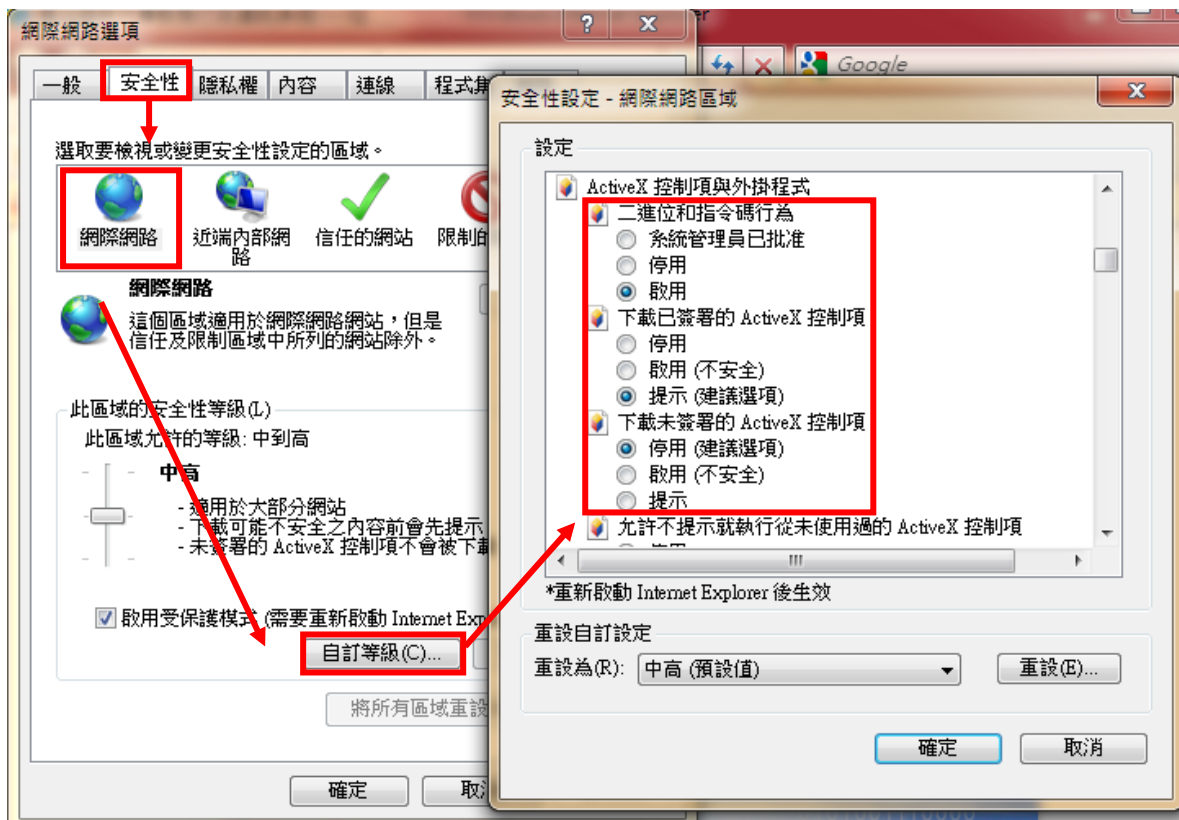 網際網路選項
一般
安全性
隱私權
內容
連線
程式集
選取要檢視或變更安全性設定的區域。
網際網路
近端內部網
路
信任的網站
網際網路
這個區域適用於網際網路網站，但是
信任及限制區域中所列的網站除外。
此區域的安全性等級(L)
此區域允許的等級: 中到高
中高
- 適用於大部分網站
- 下載可能不安全之內容前會先提示
- 未簽署的 ActiveX 控制項不會被下載
啟用受保護模式 (需要重新啟動 Internet Exp
自訂等級(C)...
將所有區域重設
確定
Google
安全性設定 - 網際網路區域
設定
ActiveX 控制項與外掛程式
二進位和指令碼行為
系統管理員已批准
停用
啟用
下載已簽署的 ActiveX 控制項
停用
啟用 (不安全)
提示 (建議選項)
下載未簽署的 ActiveX 控制項
停用 (建議選項)
啟用 (不安全)
提示
允許不提示就執行從未使用過的 ActiveX 控制項
*重新啟動 Internet Explorer 後生效
重設自訂設定
重設為(R):
中高 (預設值)
重設(E)...
確定
取消